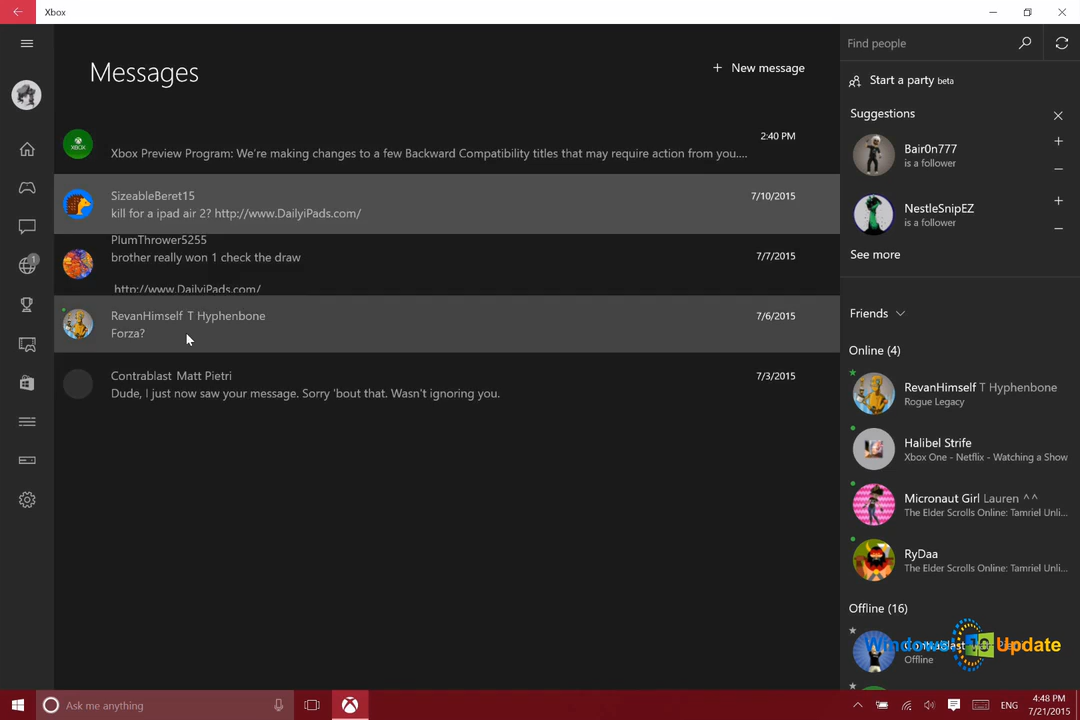 Xbox
Messages
+ New message
XBOX
2:40 PM
Xbox Preview Program: We're making changes to a few Backward Compatibility titles that may require action from you....
SizeableBeret15
7/10/2015
kill for a ipad air 2? http://www.DailyiPads.com/
PlumThrower5255
brother really won 1 check the draw
7/7/2015
http://www.DailyiPads.com/
RevanHimself T Hyphenbone
7/6/2015
Forza?
Contrablast Matt Pietri
7/3/2015
Dude, I just now saw your message. Sorry 'bout that. Wasn't ignoring you.
1
Find people
Start a party beta
Suggestions
Bair0n777
is a follower
NestleSnipEZ
is a follower
See more
Friends
Online (4)
RevanHimself T Hyphenbone
Rogue Legacy
Halibel Strife
Xbox One - Netflix - Watching a Show
Micronaut Girl Lauren ^^
The Elder Scrolls Online: Tamriel Unli...
RyDaa
The Elder Scrolls Online: Tamriel Unli...
Offline (16)
Windows 10 Update
Offline
Ask me anything
ENG
4:48 PM
7/21/2015